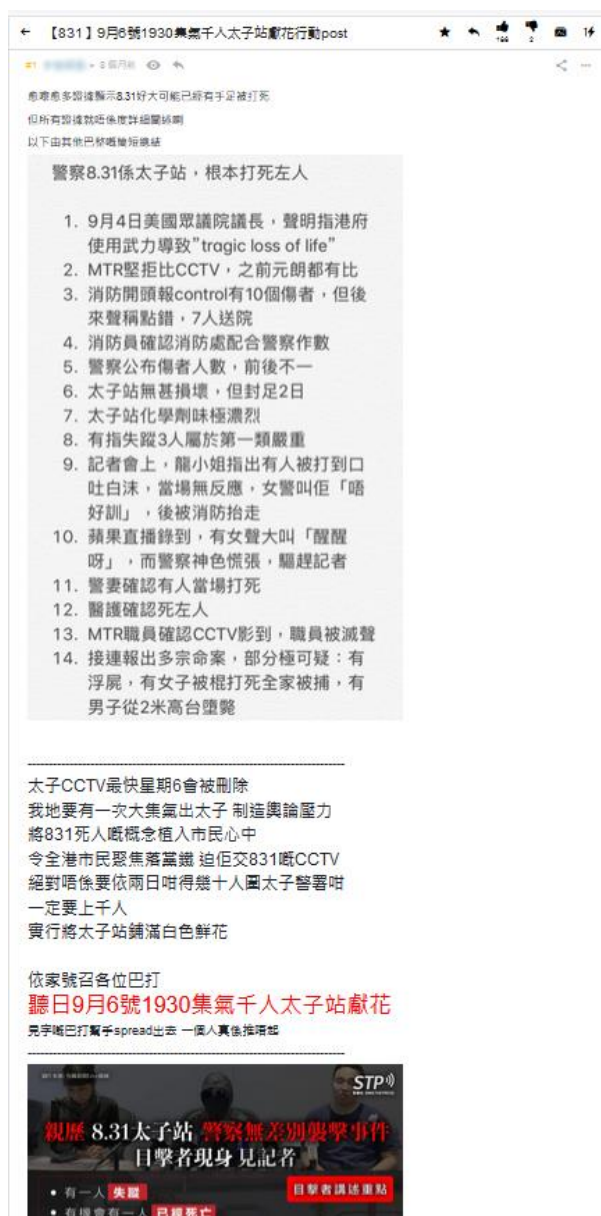 【831】9月6號1930集氣千人太子站獻花行動post
#1
8個月前
愈嚟愈多證據顯示8.31好大可能已經有手足被打死
但所有證據就唔係度詳細闡述喇
以下由其他巴黎嘅簡短總結
警察8.31係太子站，根本打死左人
1. 9月4日美國眾議院議長，聲明指港府
使用武力導致"tragic loss of life"
2. MTR堅拒比CCTV，之前元朗都有比
3. 消防開頭報control有10個傷者，但後
來聲稱點錯，7人送院
4. 消防員確認消防處配合警察作數
5. 警察公布傷者人數，前後不一
6. 太子站無甚損壞，但封足2日
7. 太子站化學劑味極濃烈
8. 有指失蹤3人屬於第一類嚴重
9. 記者會上，龍小姐指出有人被打到口
吐白沫，當場無反應，女警叫佢「唔
好訓」，後被消防抬走
10. 蘋果直播錄到，有女聲大叫「醒醒
呀」，而警察神色慌張，驅趕記者
11. 警妻確認有人當場打死
12. 醫護確認死左人
13. MTR職員確認CCTV影到，職員被滅聲
14. 接連報出多宗命案，部分極可疑：有
浮屍，有女子被棍打死全家被捕，有
男子從2米高台墮斃
太子CCTV最快星期6會被刪除
我地要有一次大集氣出太子 制造輿論壓力
將831死人嘅概念植入市民心中
令全港市民聚焦落黨鐵 迫佢交831嘅CCTV
絕對唔係要依兩日咁得幾十人圍太子警署咁
一定要上千人
實行將太子站鋪滿白色鮮花
依家號召各位巴打
聽日9月6號1930集氣千人太子站獻花
見字嘅巴打幫手spread出去 一個人真係推唔起
STP
親歷 8.31太子站 警察無差別襲擊事件
目擊者現身 見記者
目擊者講述重點
• 有一人 失蹤
• 有機會有一人 已經死亡